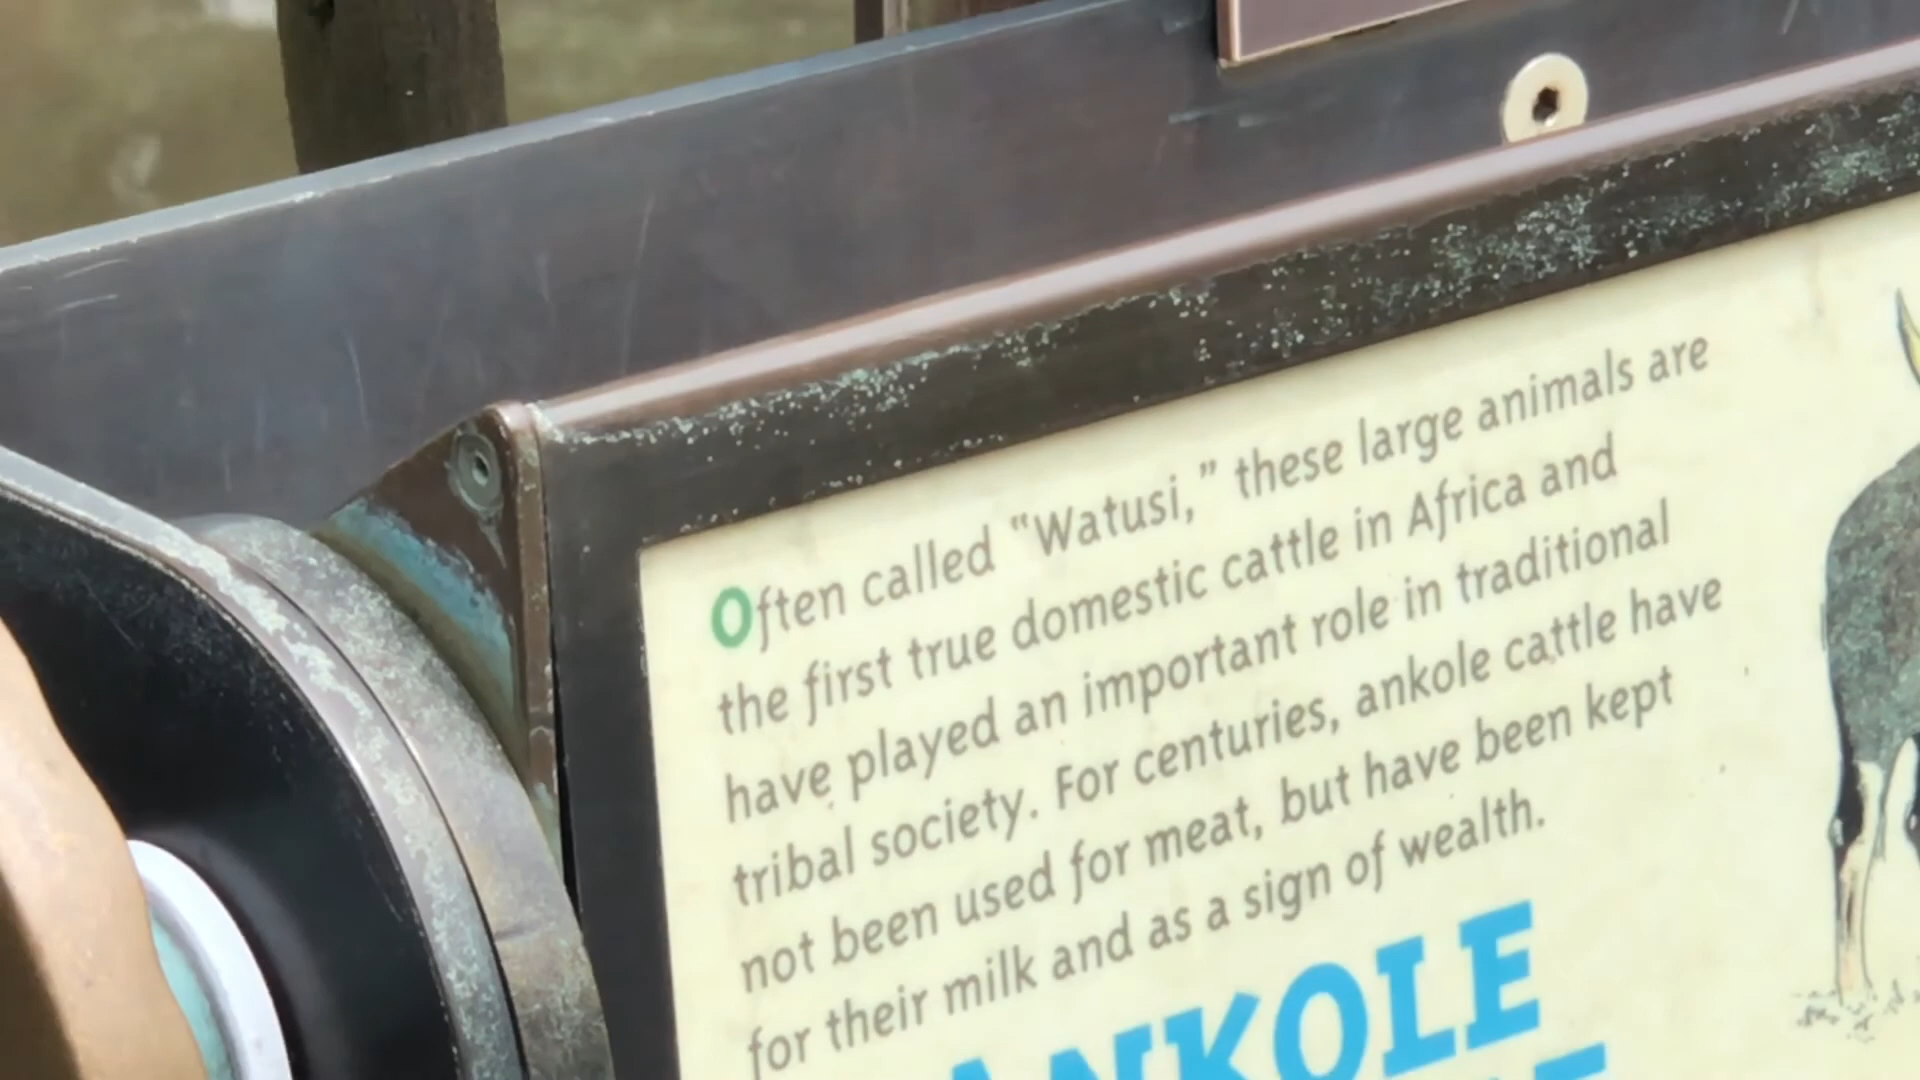 Often called "Watusi," these large animals are
the first true domestic cattle in Africa and
have played an important role in traditional
tribal society. For centuries, ankole cattle have
not been used for meat, but have been kept
for their milk and as a sign of wealth.
ANKOLE